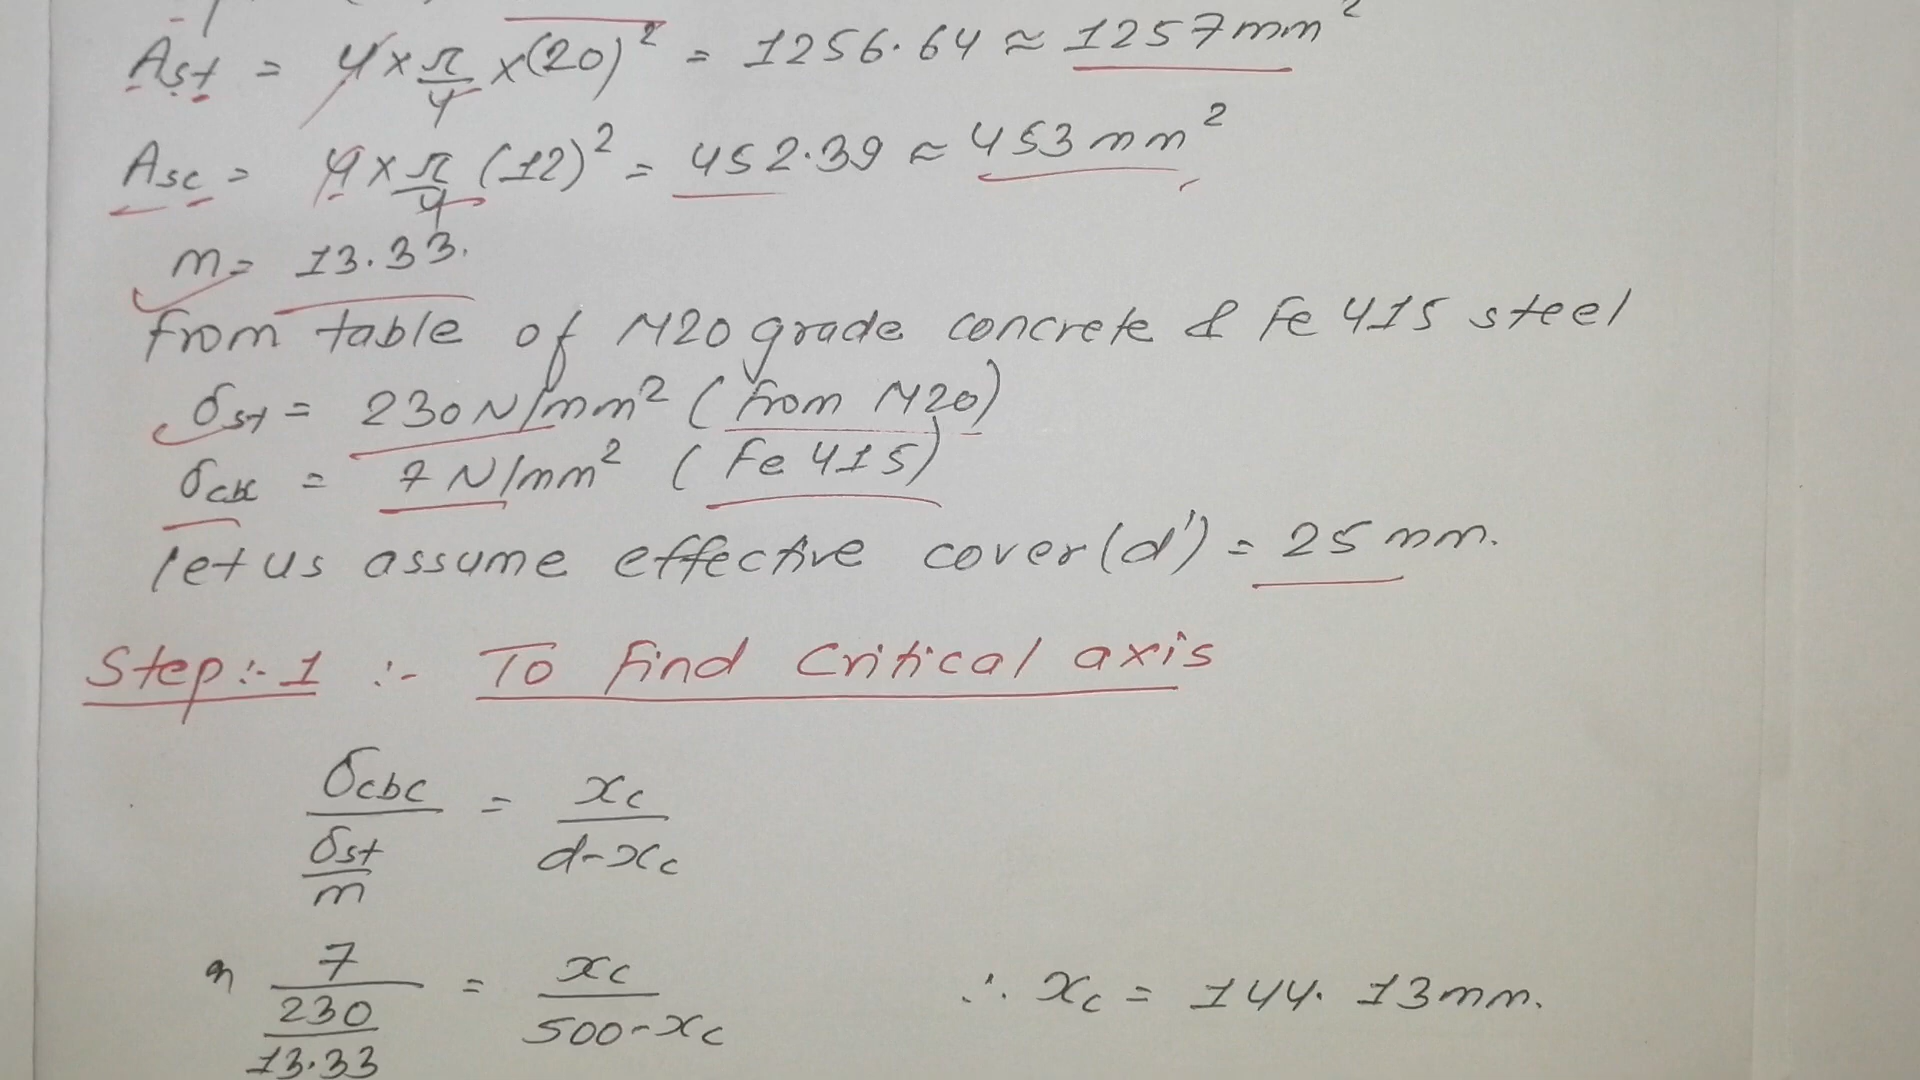 Ast = 4 × π/4 × (20)² = 1256.64 ≈ 1257 mm²
Asc = 4 × π/4 (12)² = 452.39 ≈ 453 mm²
m = 13.33.
From table of M20 grade concrete & Fe 415 steel
σst = 230 N/mm² (from M20)
σcbc = 7 N/mm² (Fe 415)
let us assume effective cover (d') = 25 mm.
Step :- 1 :- To Find Critical axis
σcbc / (σst / m) = xc / (d - xc)
7 / (230 / 13.33) = xc / (500 - xc) ∴ xc = 144.13 mm.